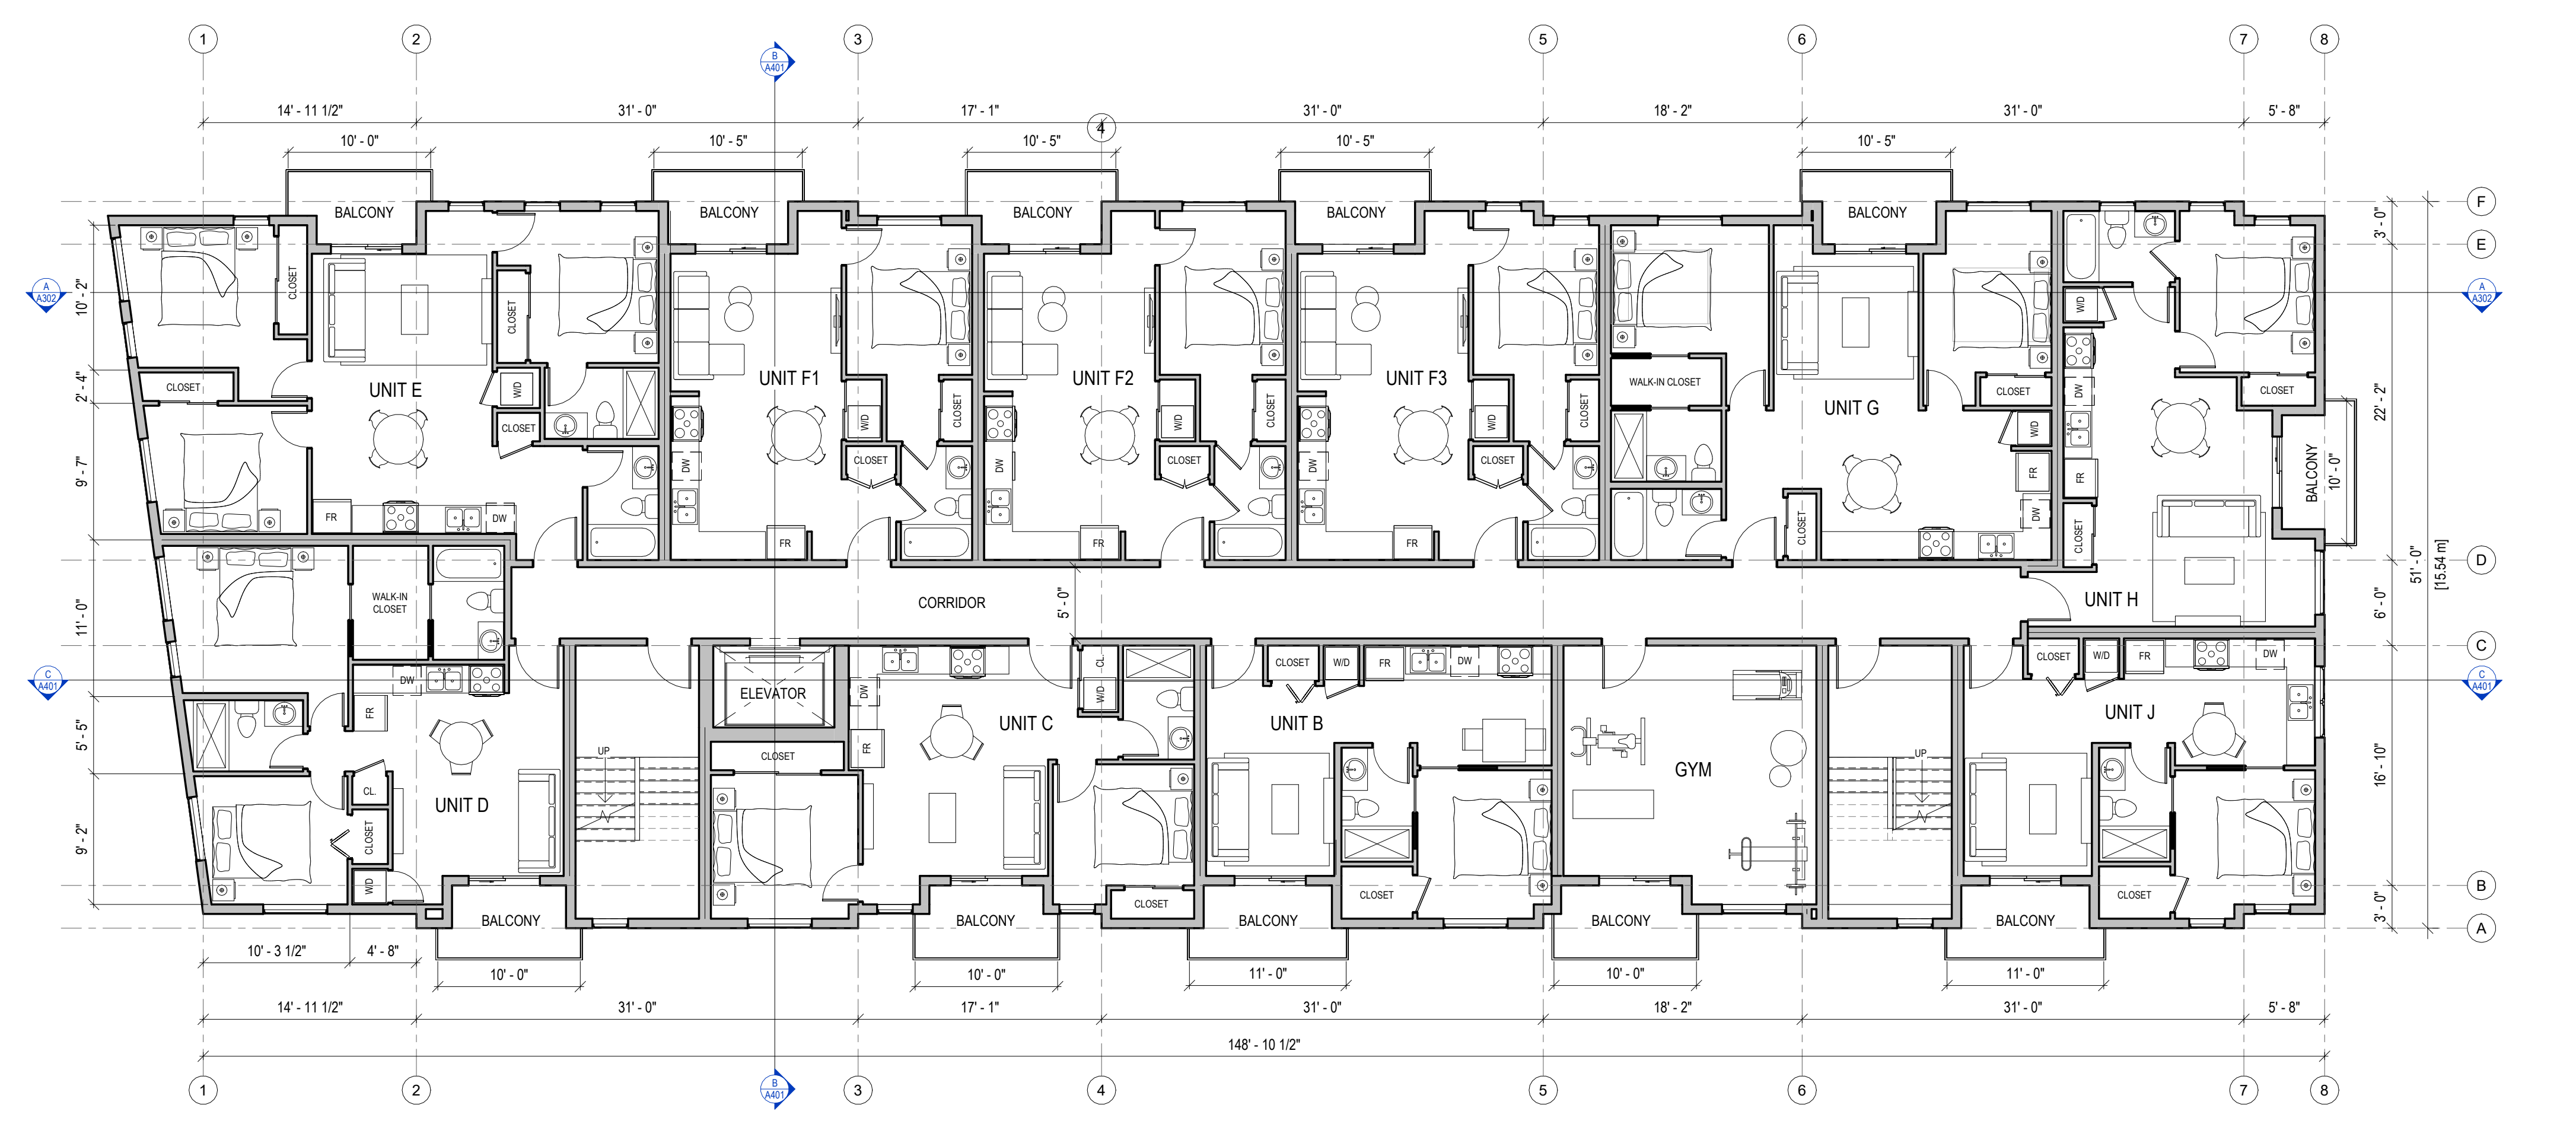 1
2
3
5
6
7
8
B
A401
14' - 11 1/2"
31' - 0"
17' - 1"
4
31' - 0"
18' - 2"
31' - 0"
5' - 8"
10' - 0"
10' - 5"
10' - 5"
10' - 5"
10' - 5"
BALCONY
BALCONY
BALCONY
BALCONY
BALCONY
F
3' - 0"
E
A
A302
10' - 2"
CLOSET
CLOSET
W/D
A
A302
2' - 4"
CLOSET
UNIT E
W/D
CLOSET
UNIT F1
W/D
CLOSET
CLOSET
UNIT F2
W/D
CLOSET
CLOSET
UNIT F3
W/D
CLOSET
CLOSET
WALK-IN CLOSET
UNIT G
CLOSET
W/D
DW
CLOSET
22' - 2"
9' - 7"
FR
DW
DW
FR
DW
FR
DW
FR
CLOSET
FR
DW
FR
CLOSET
BALCONY
10' - 0"
D
51' - 0"
[15.54 m]
11' - 0"
WALK-IN
CLOSET
CORRIDOR
5' - 0"
UNIT H
6' - 0"
C
C
A401
DW
FR
ELEVATOR
DW
FR
CL.
W/D
UNIT C
CLOSET
W/D
FR
DW
UNIT B
CLOSET
W/D
FR
DW
UNIT J
C
A401
5' - 5"
UP
CLOSET
GYM
UP
16' - 10"
9' - 2"
CL.
CLOSET
W/D
UNIT D
CLOSET
CLOSET
CLOSET
B
3' - 0"
A
BALCONY
BALCONY
BALCONY
BALCONY
BALCONY
10' - 3 1/2"
4' - 8"
10' - 0"
10' - 0"
11' - 0"
10' - 0"
11' - 0"
14' - 11 1/2"
31' - 0"
17' - 1"
31' - 0"
18' - 2"
31' - 0"
5' - 8"
148' - 10 1/2"
1
2
B
A401
3
4
5
6
7
8